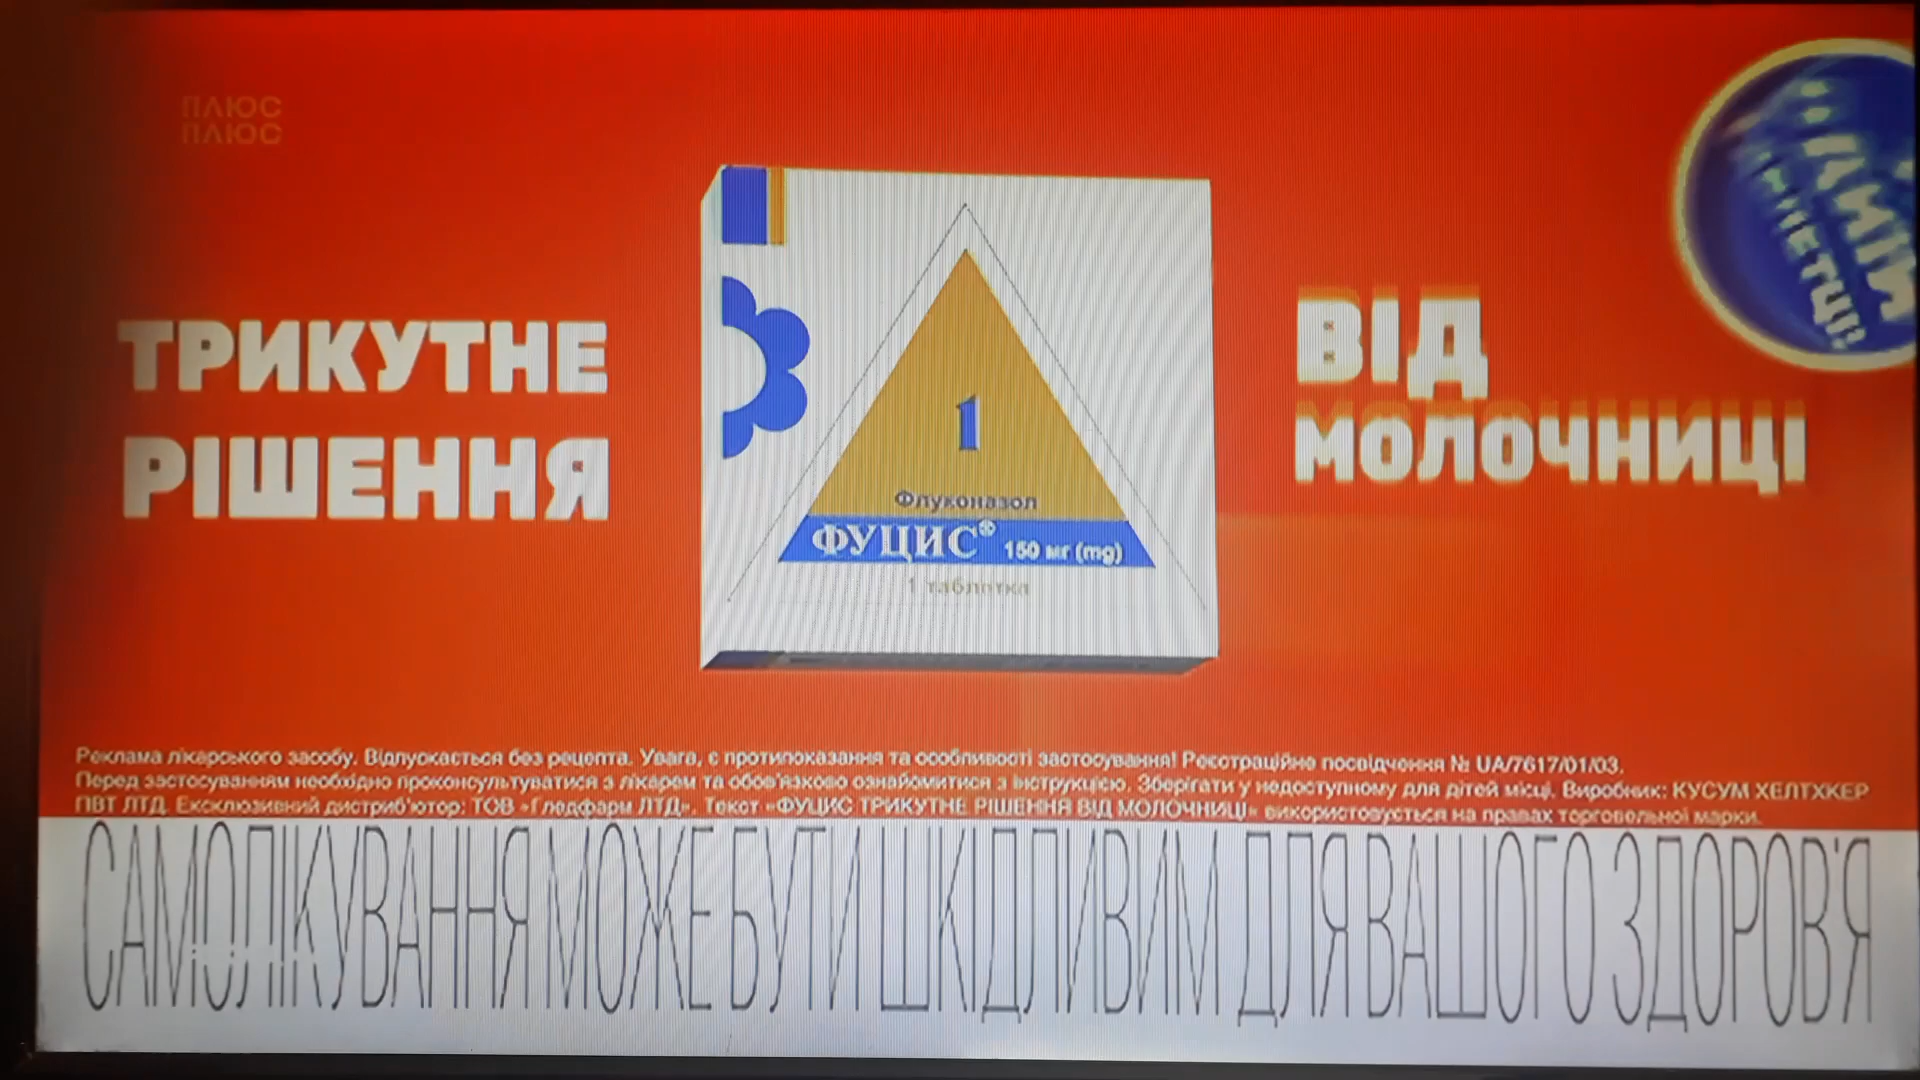 ПЛЮС
ПЛЮС
ТРИКУТНЕ
РІШЕННЯ
1
Флуконазол
ФУЦИС® 150 мг (mg)
1 таблетка
ВІД
МОЛОЧНИЦІ
Реклама лікарського засобу. Відпускається без рецепта. Увага, є протипоказання та особливості застосування! Реєстраційне посвідчення № UA/7617/01/03.
Перед застосуванням необхідно проконсультуватися з лікарем та обов'язково ознайомитися з інструкцією. Зберігати у недоступному для дітей місці. Виробник: КУСУМ ХЕЛТХКЕР
ПВТ ЛТД. Ексклюзивний дистриб'ютор: ТОВ «Гледфарм ЛТД». Текст «ФУЦИС ТРИКУТНЕ РІШЕННЯ ВІД МОЛОЧНИЦІ» використовується на правах торговельної марки.
САМОЛІКУВАННЯ МОЖЕ БУТИ ШКІДЛИВИМ ДЛЯ ВАШОГО ЗДОРОВ'Я